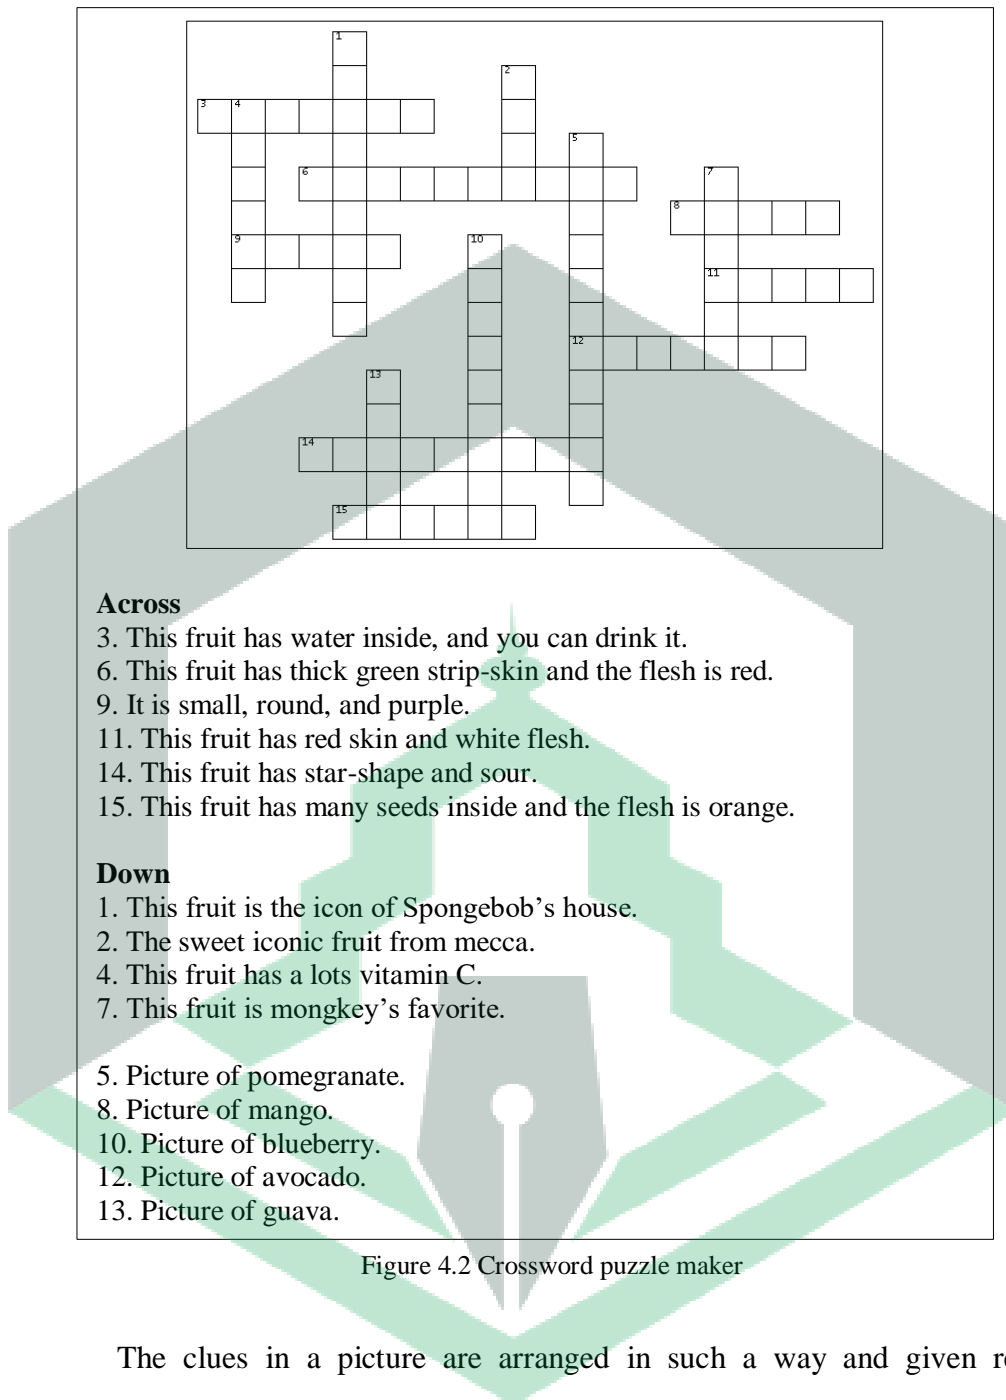 1
2
3 4
5
6 7
8
9 10
11
12
13
14
15
Across
3. This fruit has water inside, and you can drink it.
6. This fruit has thick green strip-skin and the flesh is red.
9. It is small, round, and purple.
11. This fruit has red skin and white flesh.
14. This fruit has star-shape and sour.
15. This fruit has many seeds inside and the flesh is orange.
Down
1. This fruit is the icon of Spongebob’s house.
2. The sweet iconic fruit from mecca.
4. This fruit has a lots vitamin C.
7. This fruit is mongkey’s favorite.
5. Picture of pomegranate.
8. Picture of mango.
10. Picture of blueberry.
12. Picture of avocado.
13. Picture of guava.
Figure 4.2 Crossword puzzle maker
The clues in a picture are arranged in such a way and given